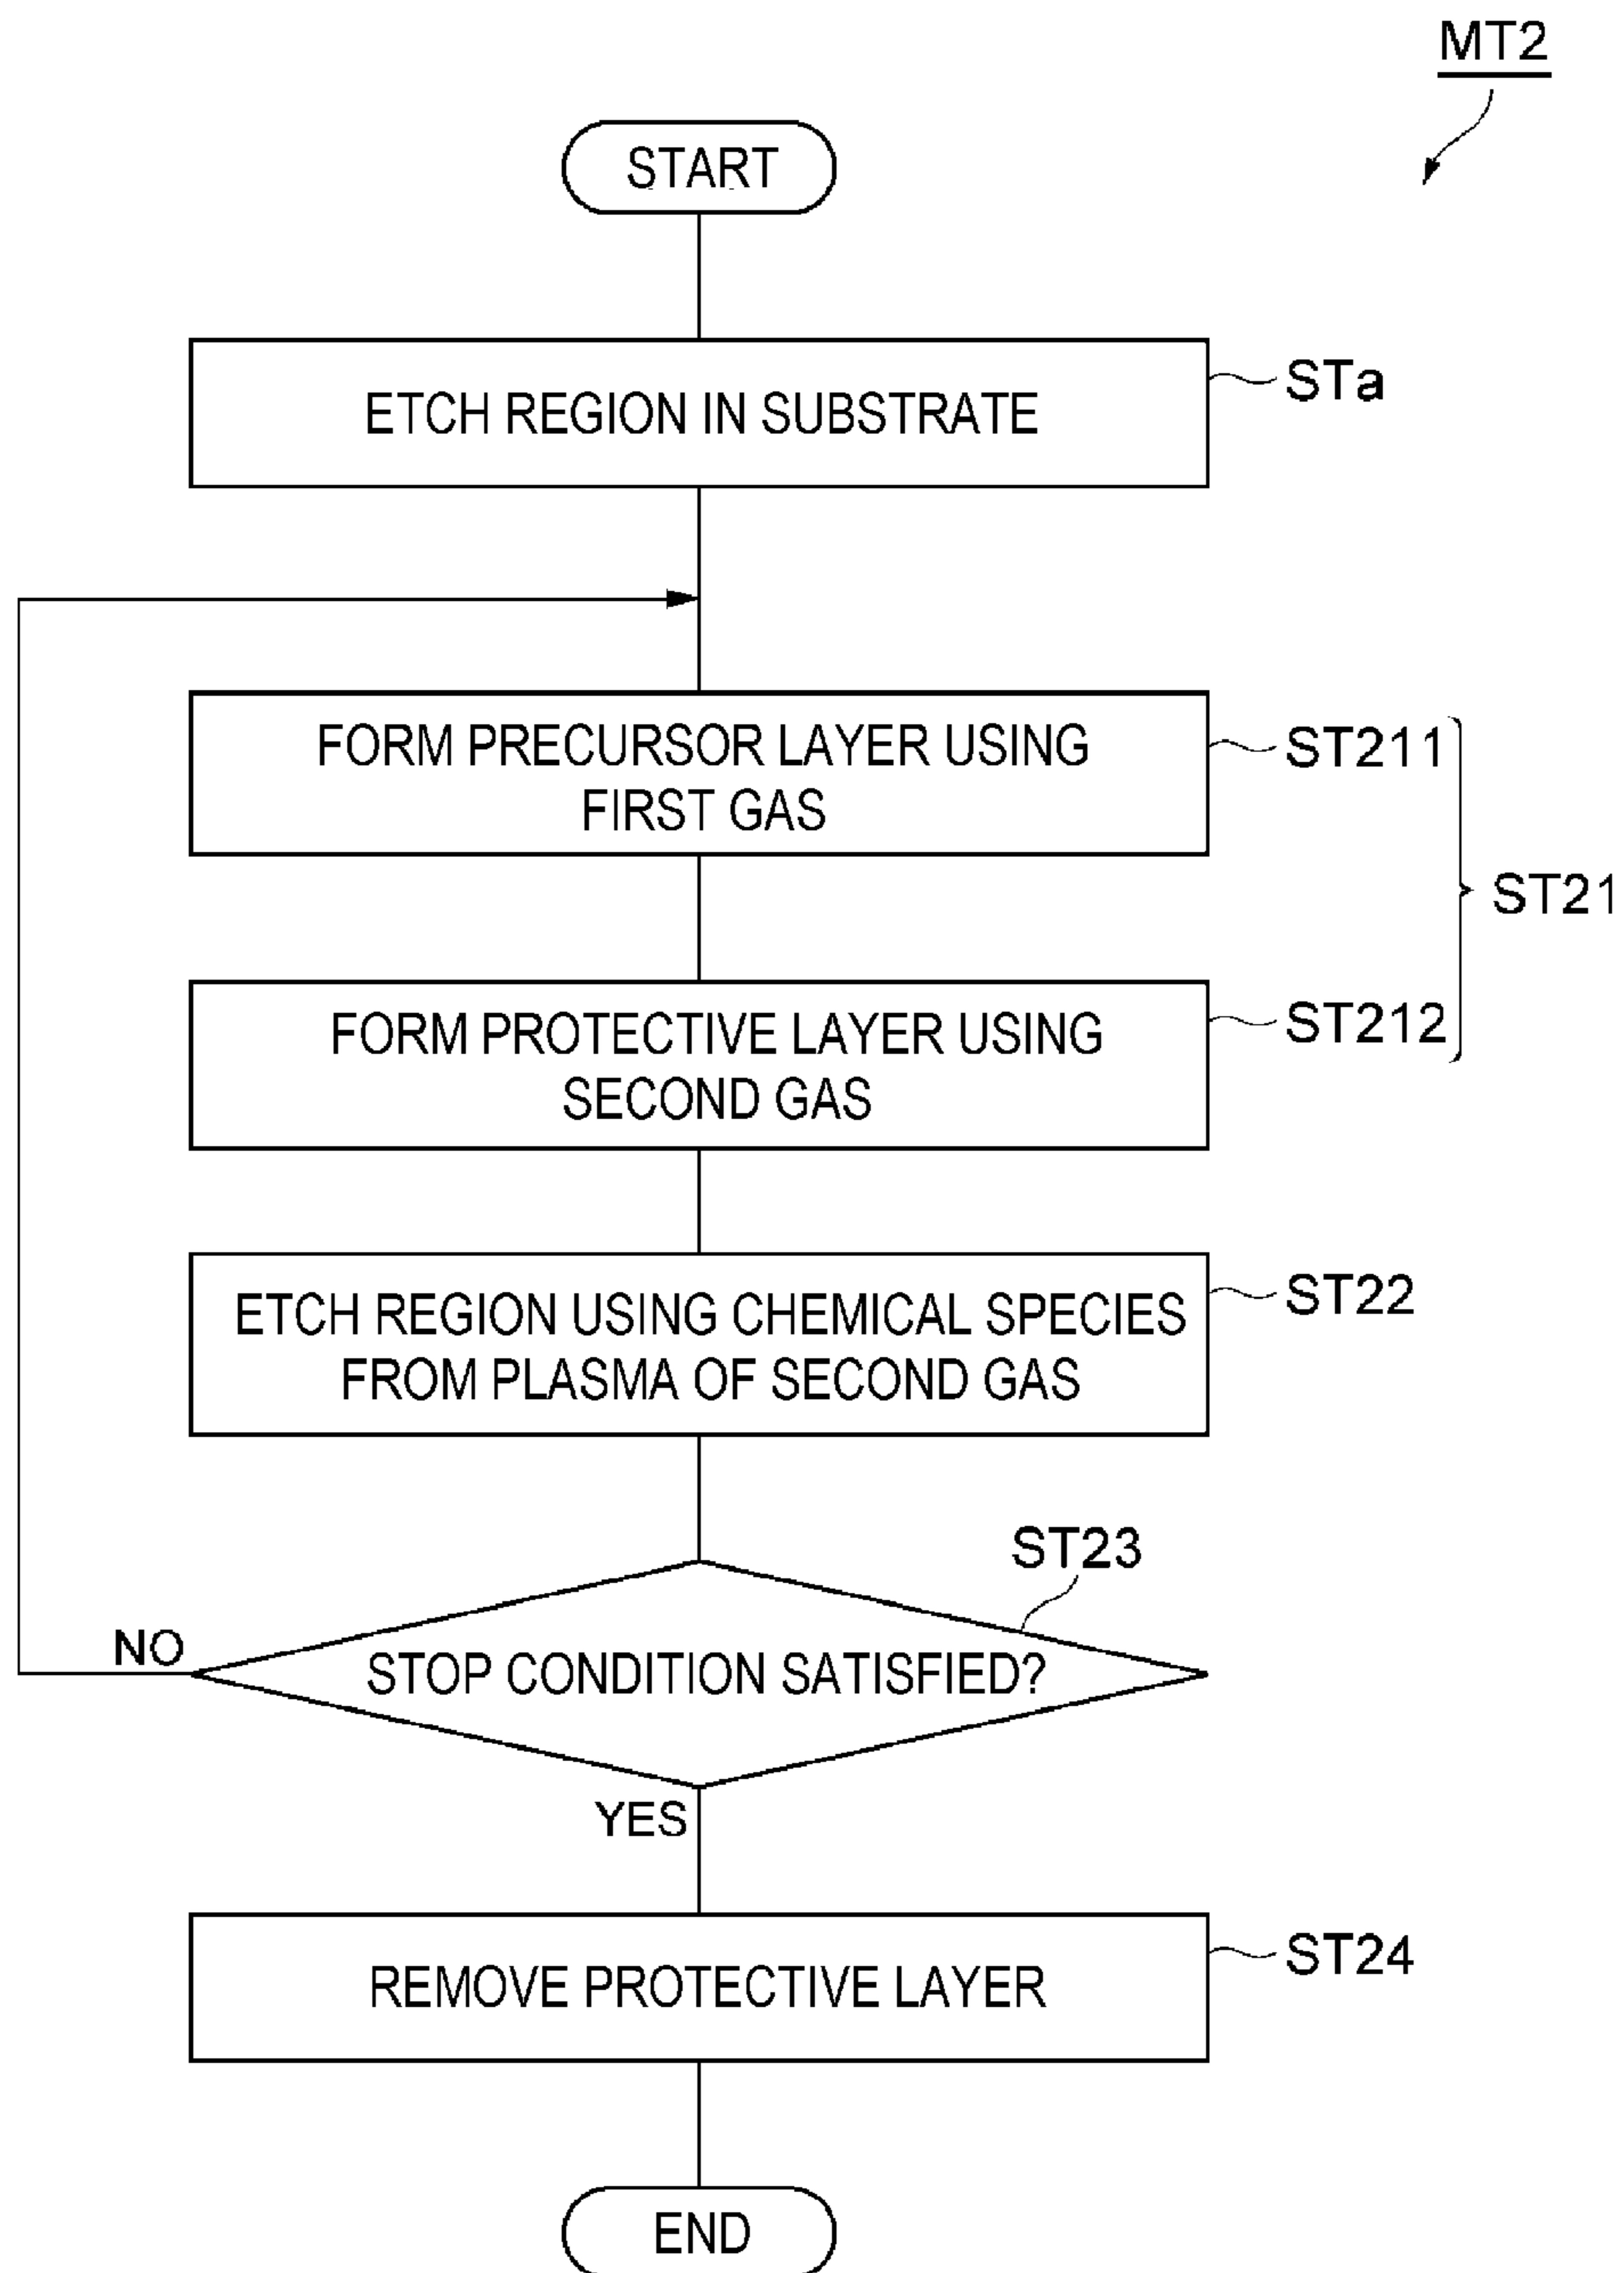 MT2
START
ETCH REGION IN SUBSTRATE
STa
FORM PRECURSOR LAYER USING
FIRST GAS
ST211
ST21
FORM PROTECTIVE LAYER USING
SECOND GAS
ST212
ETCH REGION USING CHEMICAL SPECIES
FROM PLASMA OF SECOND GAS
ST22
ST23
NO
STOP CONDITION SATISFIED?
YES
REMOVE PROTECTIVE LAYER
ST24
END